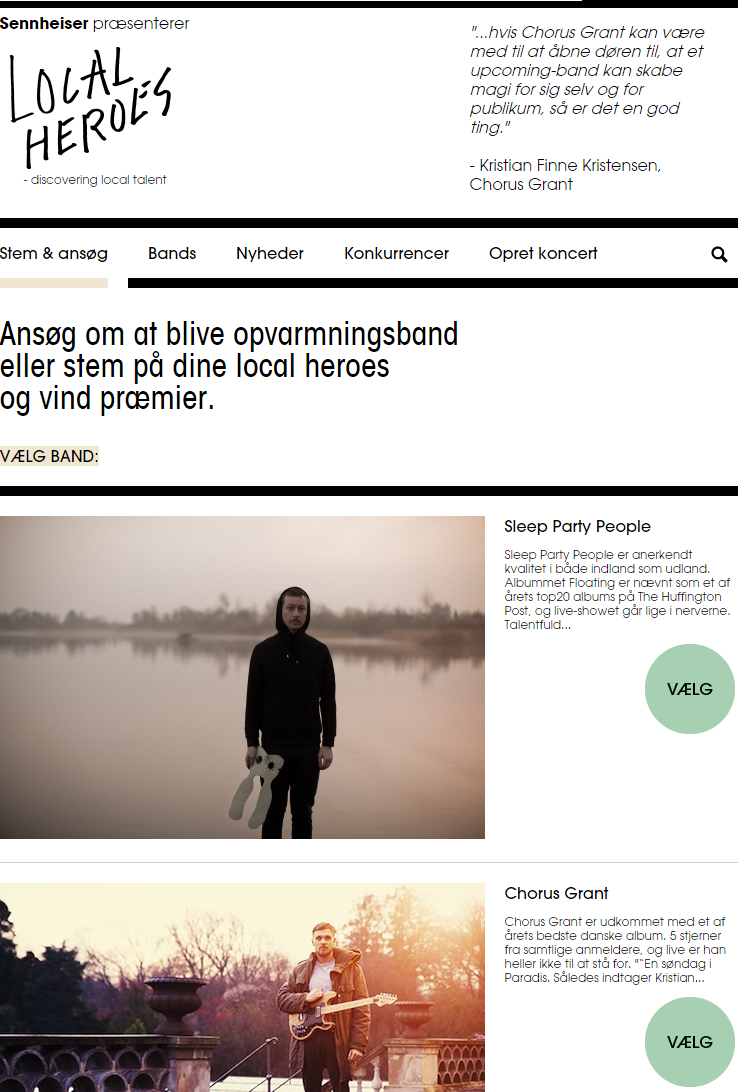 Sennheiser præsenterer
LOCAL
HEROES
- discovering local talent
"...hvis Chorus Grant kan være
med til at åbne døren til, at et
upcoming-band kan skabe
magi for sig selv og for
publikum, så er det en god
ting."
- Kristian Finne Kristensen,
Chorus Grant
Stem & ansøg
Bands
Nyheder
Konkurrencer
Opret koncert
Ansøg om at blive opvarmningsband
eller stem på dine local heroes
og vind præmier.
VÆLG BAND:
Sleep Party People
Sleep Party People er anerkendt
kvalitet i både indland som udland.
Albummet Floating er nævnt som et af
årets top20 albums på The Huffington
Post, og live-showet går lige i nerverne.
Talentfuld...
VÆLG
Chorus Grant
Chorus Grant er udkommet med et af
årets bedste danske album. 5 stjerner
fra samtlige anmeldere, og live er han
heller ikke til at stå for. "“En søndag i
Paradis. Således indtager Kristian...
VÆLG